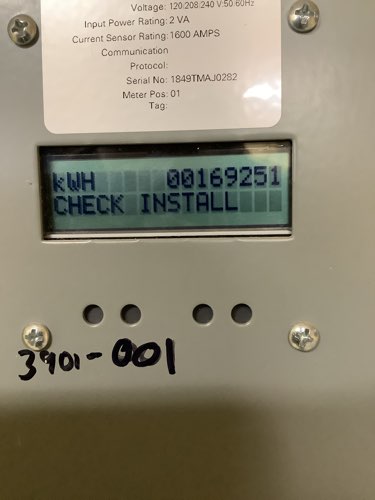 Voltage: 120:208:240 V:50:60Hz
Input Power Rating: 2 VA
Current Sensor Rating: 1600 AMPS
Communication
Protocol:
Serial No: 1849TMAJ0282
Meter Pos: 01
Tag:
kWH 00169251
CHECK INSTALL
3901-001